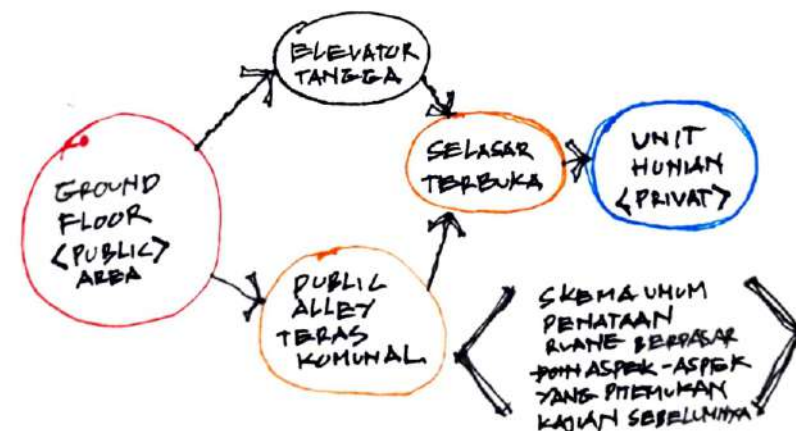 ELEVATOR
TANGGA
GROUND
FLOOR
<PUBLIC>
AREA
SELASAR
TERBUKA
UNIT
HUNIAN
<PRIVAT>
PUBLIC
ALLEY
TERAS
KOMUNAL
SKEMA UMUM
PENATAAN
RUANG BERDASAR
POIN ASPEK-ASPEK
YANG DITEMUKAN
KAJIAN SEBELUMNYA